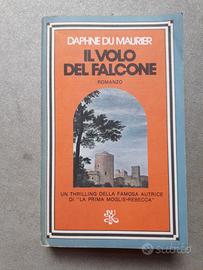 DAPHNE DU MAURIER
IL VOLO
DEL FALCONE
ROMANZO
UN THRILLING DELLA FAMOSA AUTRICE
DI "LA PRIMA MOGLIE-REBECCA"
subito